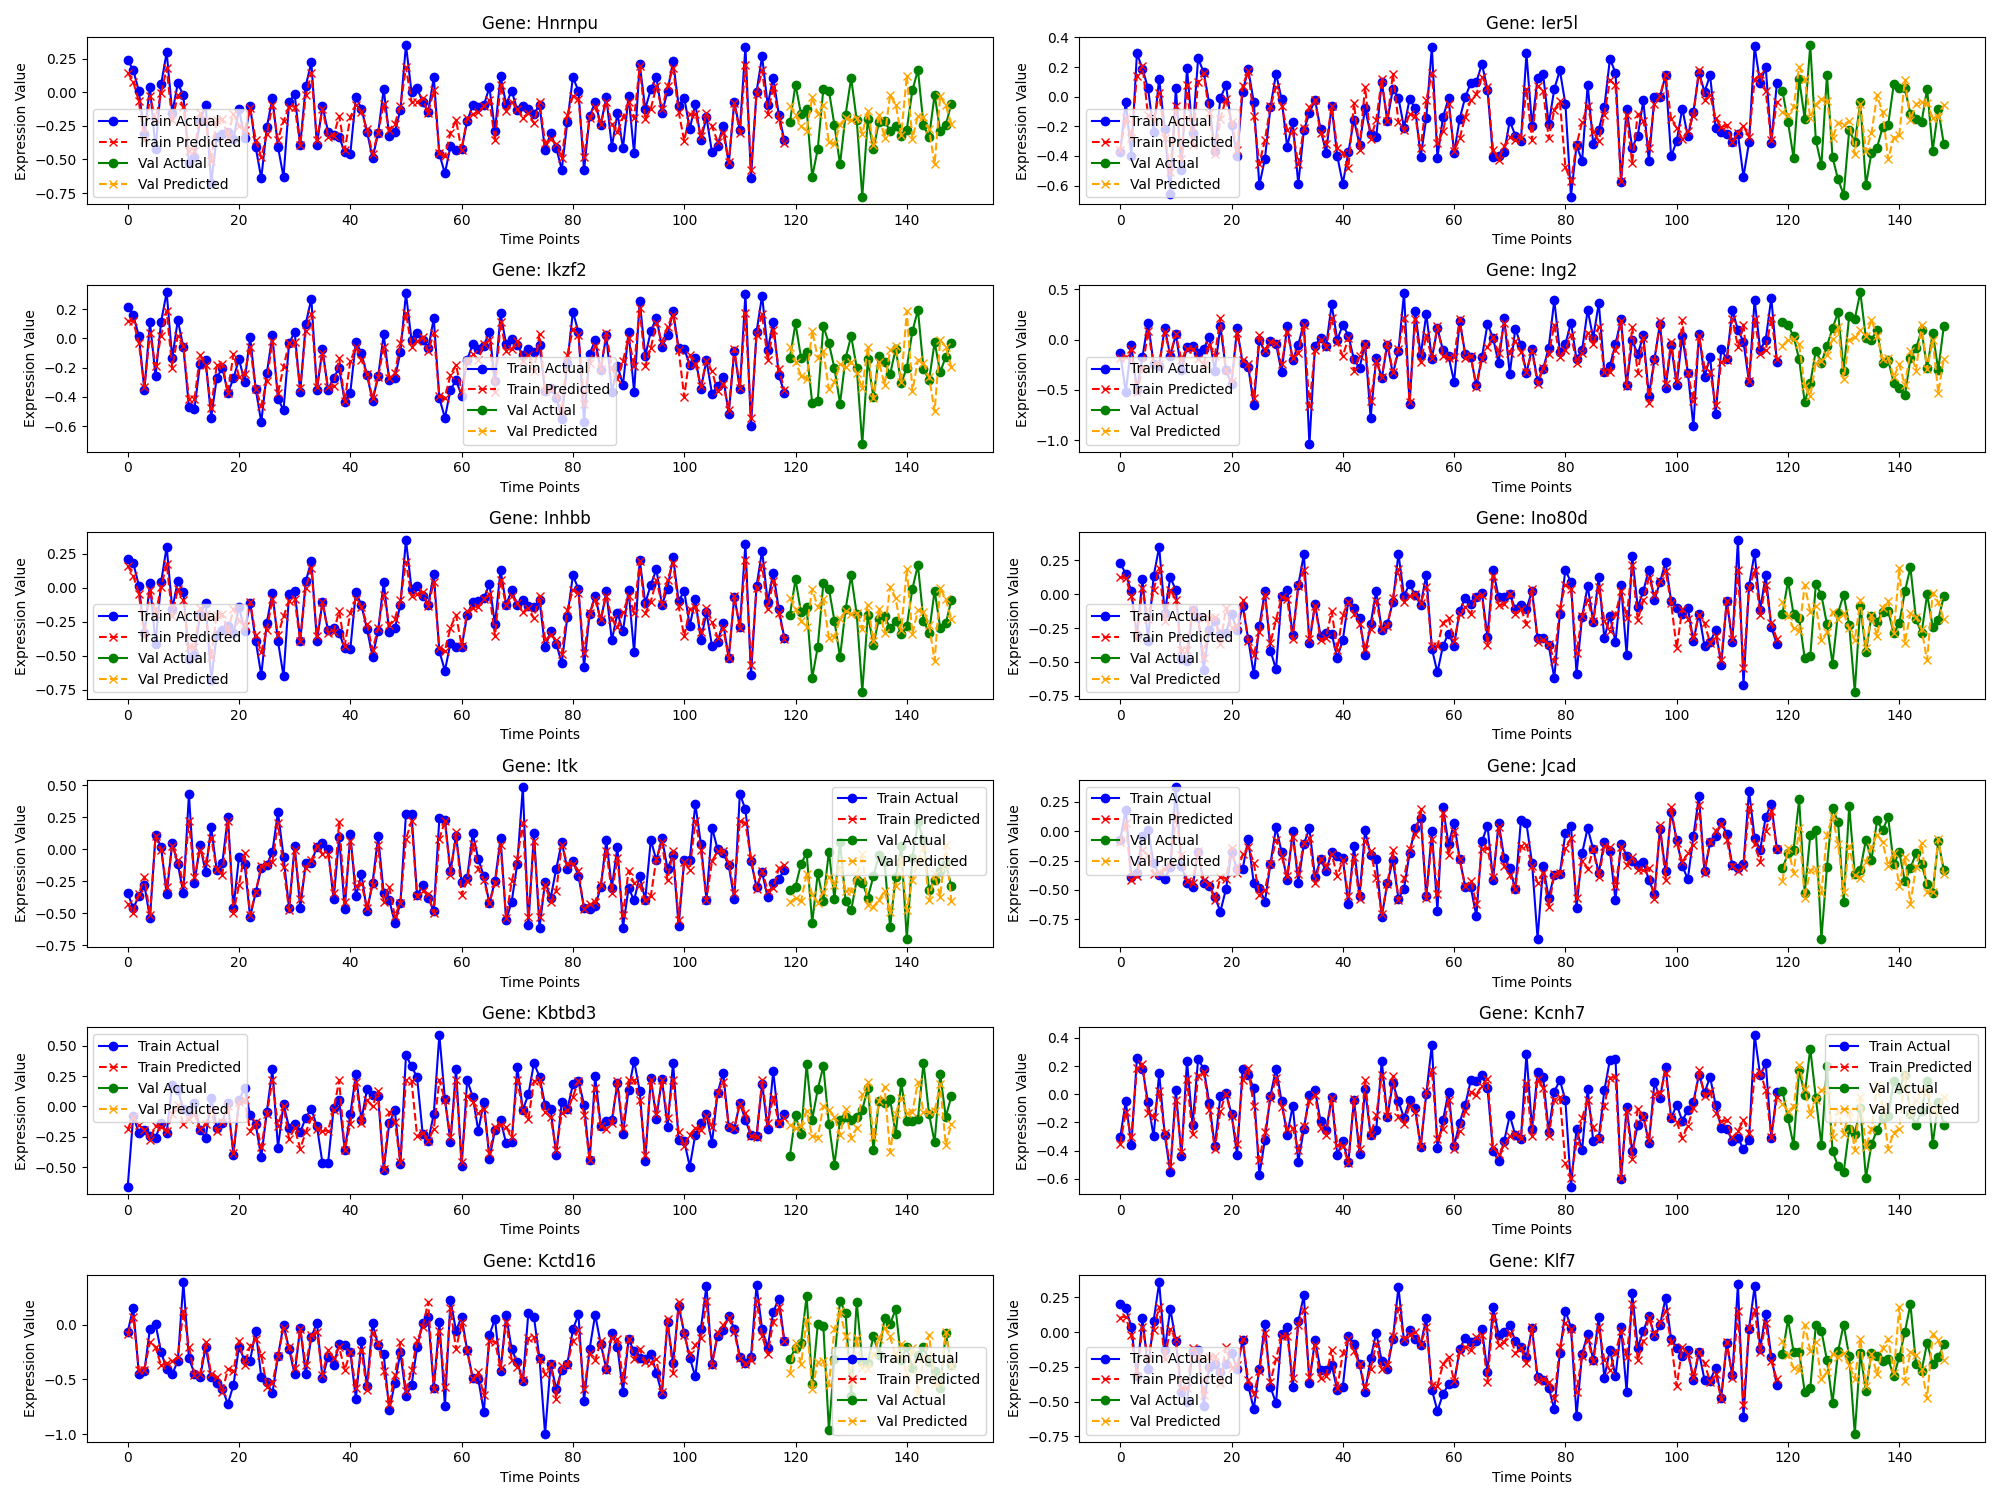 Gene: Hnrnpu
Expression Value
0.25
0.00
−0.25
−0.50
−0.75
Train Actual
Train Predicted
Val Actual
Val Predicted
0 20 40 60 80 100 120 140
Time Points
Gene: Ier5l
Expression Value
0.4
0.2
0.0
−0.2
−0.4
−0.6
Train Actual
Train Predicted
Val Actual
Val Predicted
0 20 40 60 80 100 120 140
Time Points
Gene: Ikzf2
Expression Value
0.2
0.0
−0.2
−0.4
−0.6
Train Actual
Train Predicted
Val Actual
Val Predicted
0 20 40 60 80 100 120 140
Time Points
Gene: Ing2
Expression Value
0.5
0.0
−0.5
−1.0
Train Actual
Train Predicted
Val Actual
Val Predicted
0 20 40 60 80 100 120 140
Time Points
Gene: Inhbb
Expression Value
0.25
0.00
−0.25
−0.50
−0.75
Train Actual
Train Predicted
Val Actual
Val Predicted
0 20 40 60 80 100 120 140
Time Points
Gene: Ino80d
Expression Value
0.25
0.00
−0.25
−0.50
−0.75
Train Actual
Train Predicted
Val Actual
Val Predicted
0 20 40 60 80 100 120 140
Time Points
Gene: Itk
Expression Value
0.50
0.25
0.00
−0.25
−0.50
−0.75
Train Actual
Train Predicted
Val Actual
Val Predicted
0 20 40 60 80 100 120 140
Time Points
Gene: Jcad
Expression Value
0.25
0.00
−0.25
−0.50
−0.75
Train Actual
Train Predicted
Val Actual
Val Predicted
0 20 40 60 80 100 120 140
Time Points
Gene: Kbtbd3
Expression Value
0.50
0.25
0.00
−0.25
−0.50
Train Actual
Train Predicted
Val Actual
Val Predicted
0 20 40 60 80 100 120 140
Time Points
Gene: Kcnh7
Expression Value
0.4
0.2
0.0
−0.2
−0.4
−0.6
Train Actual
Train Predicted
Val Actual
Val Predicted
0 20 40 60 80 100 120 140
Time Points
Gene: Kctd16
Expression Value
0.0
−0.5
−1.0
Train Actual
Train Predicted
Val Actual
Val Predicted
0 20 40 60 80 100 120 140
Time Points
Gene: Klf7
Expression Value
0.25
0.00
−0.25
−0.50
−0.75
Train Actual
Train Predicted
Val Actual
Val Predicted
0 20 40 60 80 100 120 140
Time Points